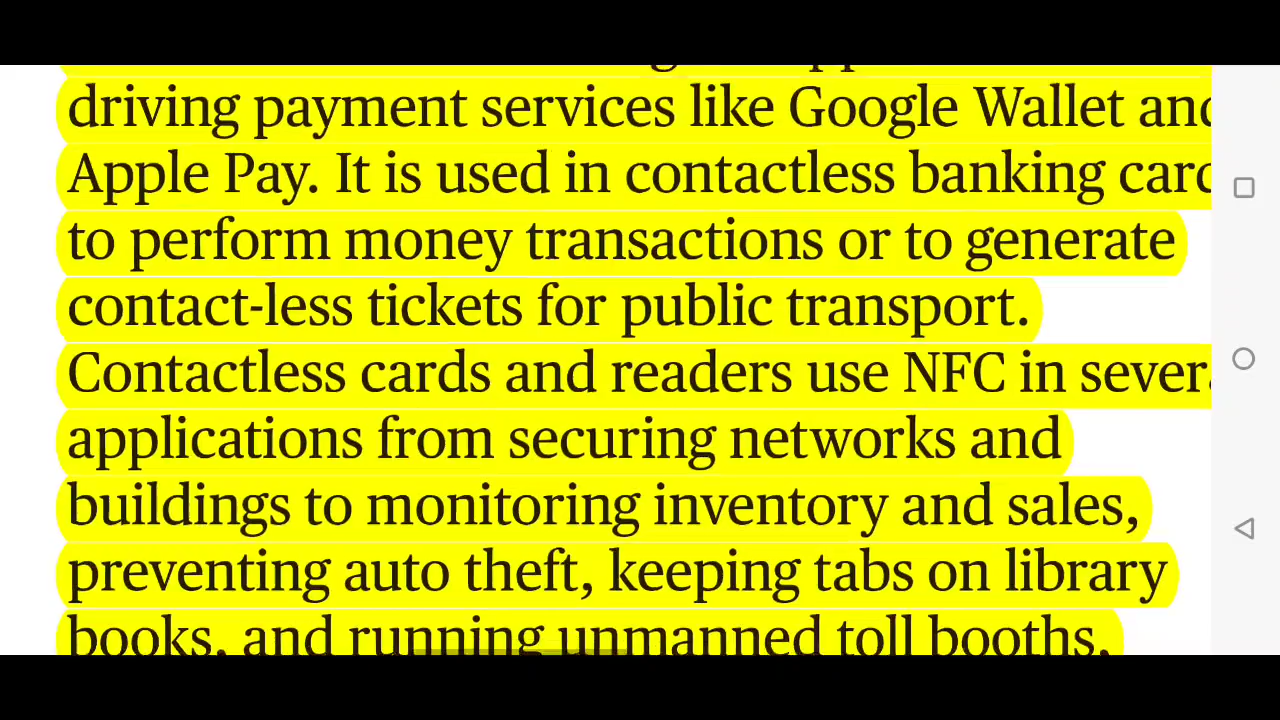 driving payment services like Google Wallet and
Apple Pay. It is used in contactless banking
to perform money transactions or to generate
contact-less tickets for public transport.
Contactless cards and readers use NFC in
applications from securing networks and
buildings to monitoring inventory and sales,
preventing auto theft, keeping tabs on library
books, and running unmanned toll booths,